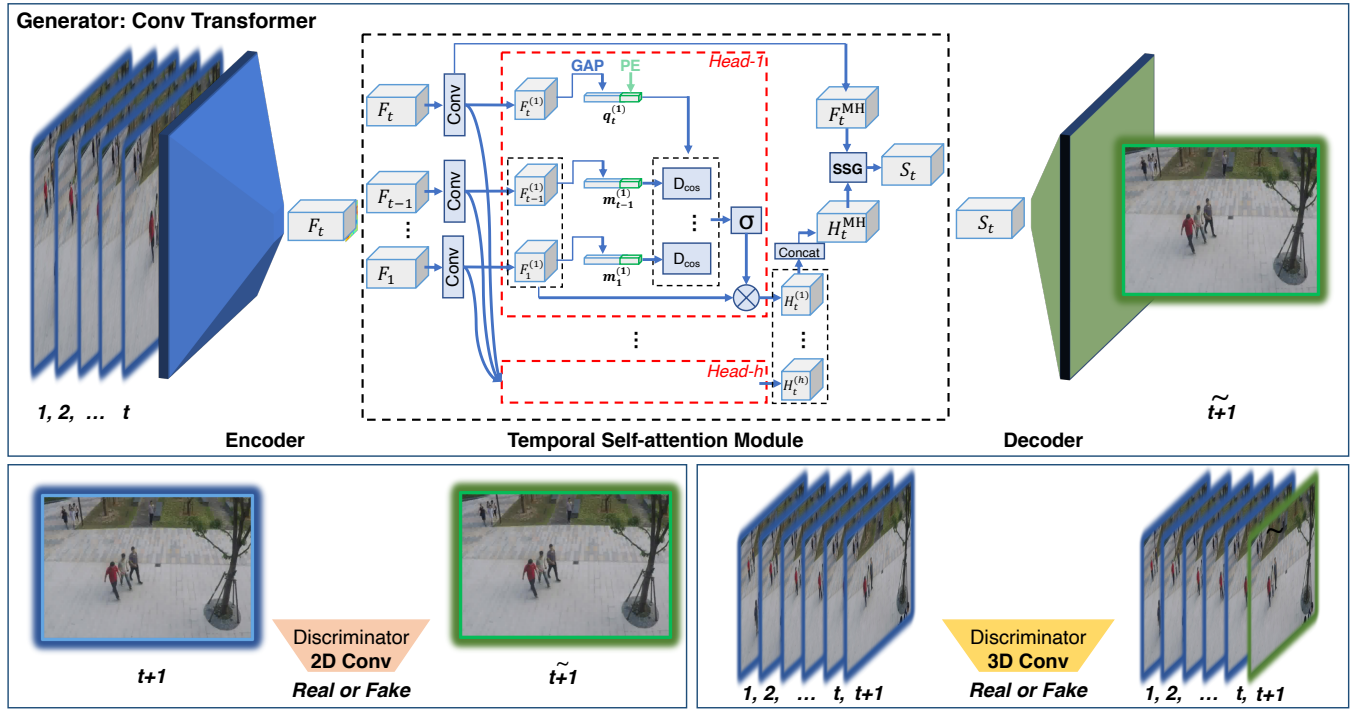 Generator: Conv Transformer
Head-1
GAP PE
F_t Conv F_t^{(1)} q_t^{(1)} F_t^{MH}
F_{t-1} Conv F_{t-1}^{(1)} m_{t-1}^{(1)} D_cos SSG S_t
⋮ ⋮ σ H_t^{MH}
F_t S_t
F_1 Conv F_1^{(1)} m_1^{(1)} D_cos Concat
⊗ H_t^{(1)}
⋮ ⋮
Head-h H_t^{(h)}
1, 2, ... t
\widetilde{t+1}
Encoder Temporal Self-attention Module Decoder
Discriminator
2D Conv
t+1 \widetilde{t+1}
Real or Fake
~
Discriminator
3D Conv
1, 2, ... t, t+1 Real or Fake 1, 2, ... t, t+1